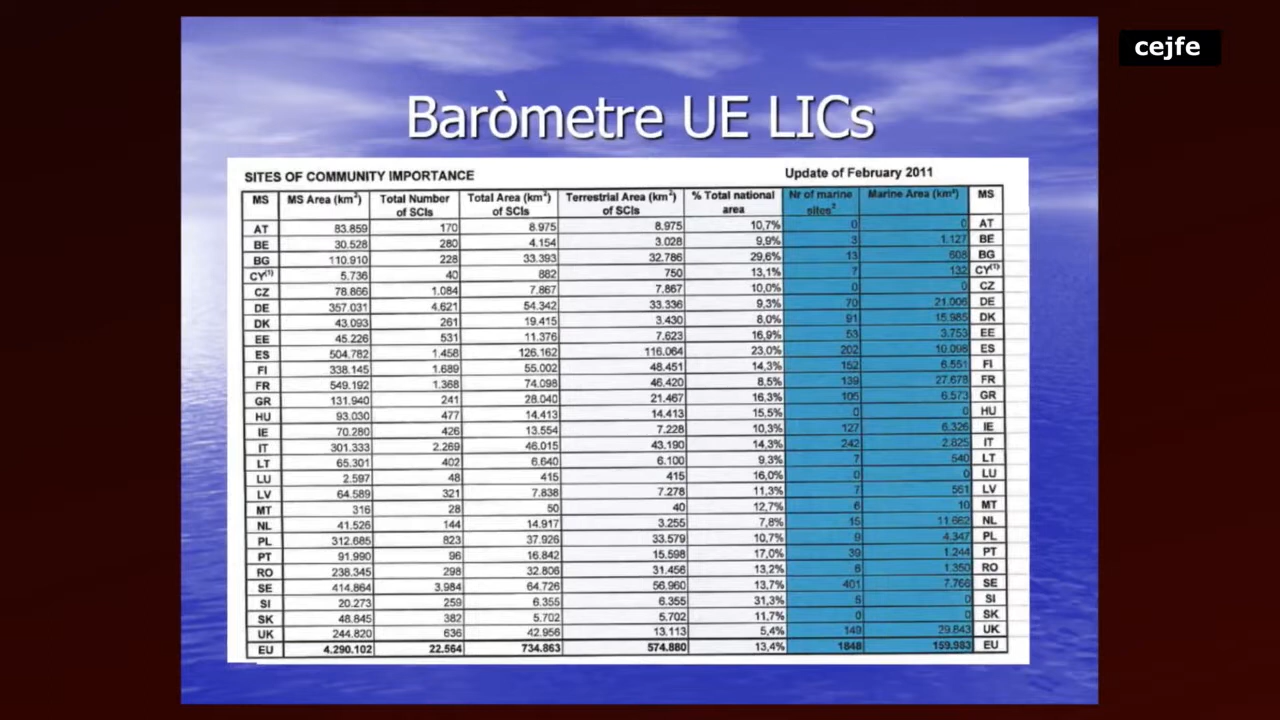 cejfe
Baròmetre UE LICs
SITES OF COMMUNITY IMPORTANCE Update of February 2011
MS MS Area (km²) Total Number of SCIs Total Area (km²) of SCIs Terrestrial Area (km²) of SCIs % Total national area Nr of marine sites² Marine Area (km²) MS
AT 83.859 170 8.975 8.975 10,7% 0 0 AT
BE 30.528 280 4.154 3.028 9,9% 3 1.127 BE
BG 110.910 228 33.393 32.786 29,6% 13 608 BG
CY⁽¹⁾ 5.736 40 882 750 13,1% 7 132 CY⁽¹⁾
CZ 78.866 1.084 7.867 7.867 10,0% 0 0 CZ
DE 357.031 4.621 54.342 33.336 9,3% 70 21.006 DE
DK 43.093 261 19.415 3.430 8,0% 91 15.985 DK
EE 45.226 531 11.376 7.623 16,9% 53 3.753 EE
ES 504.782 1.458 126.162 116.064 23,0% 202 10.098 ES
FI 338.145 1.689 55.002 48.451 14,3% 152 6.551 FI
FR 549.192 1.368 74.098 46.420 8,5% 139 27.678 FR
GR 131.940 241 28.040 21.467 16,3% 105 6.573 GR
HU 93.030 477 14.413 14.413 15,5% 0 0 HU
IE 70.280 426 13.554 7.228 10,3% 127 6.326 IE
IT 301.333 2.269 46.015 43.190 14,3% 242 2.825 IT
LT 65.301 402 6.640 6.100 9,3% 7 540 LT
LU 2.597 48 415 415 16,0% 0 0 LU
LV 64.589 321 7.838 7.278 11,3% 7 561 LV
MT 316 28 50 40 12,7% 6 10 MT
NL 41.526 144 14.917 3.255 7,8% 15 11.662 NL
PL 312.685 823 37.926 33.579 10,7% 9 4.347 PL
PT 91.990 96 16.842 15.598 17,0% 39 1.244 PT
RO 238.345 298 32.806 31.456 13,2% 6 1.350 RO
SE 414.864 3.984 64.726 56.960 13,7% 401 7.766 SE
SI 20.273 259 6.355 6.355 31,3% 5 0 SI
SK 48.845 382 5.702 5.702 11,7% 0 0 SK
UK 244.820 636 42.956 13.113 5,4% 149 29.843 UK
EU 4.290.102 22.564 734.863 574.880 13,4% 1848 159.983 EU